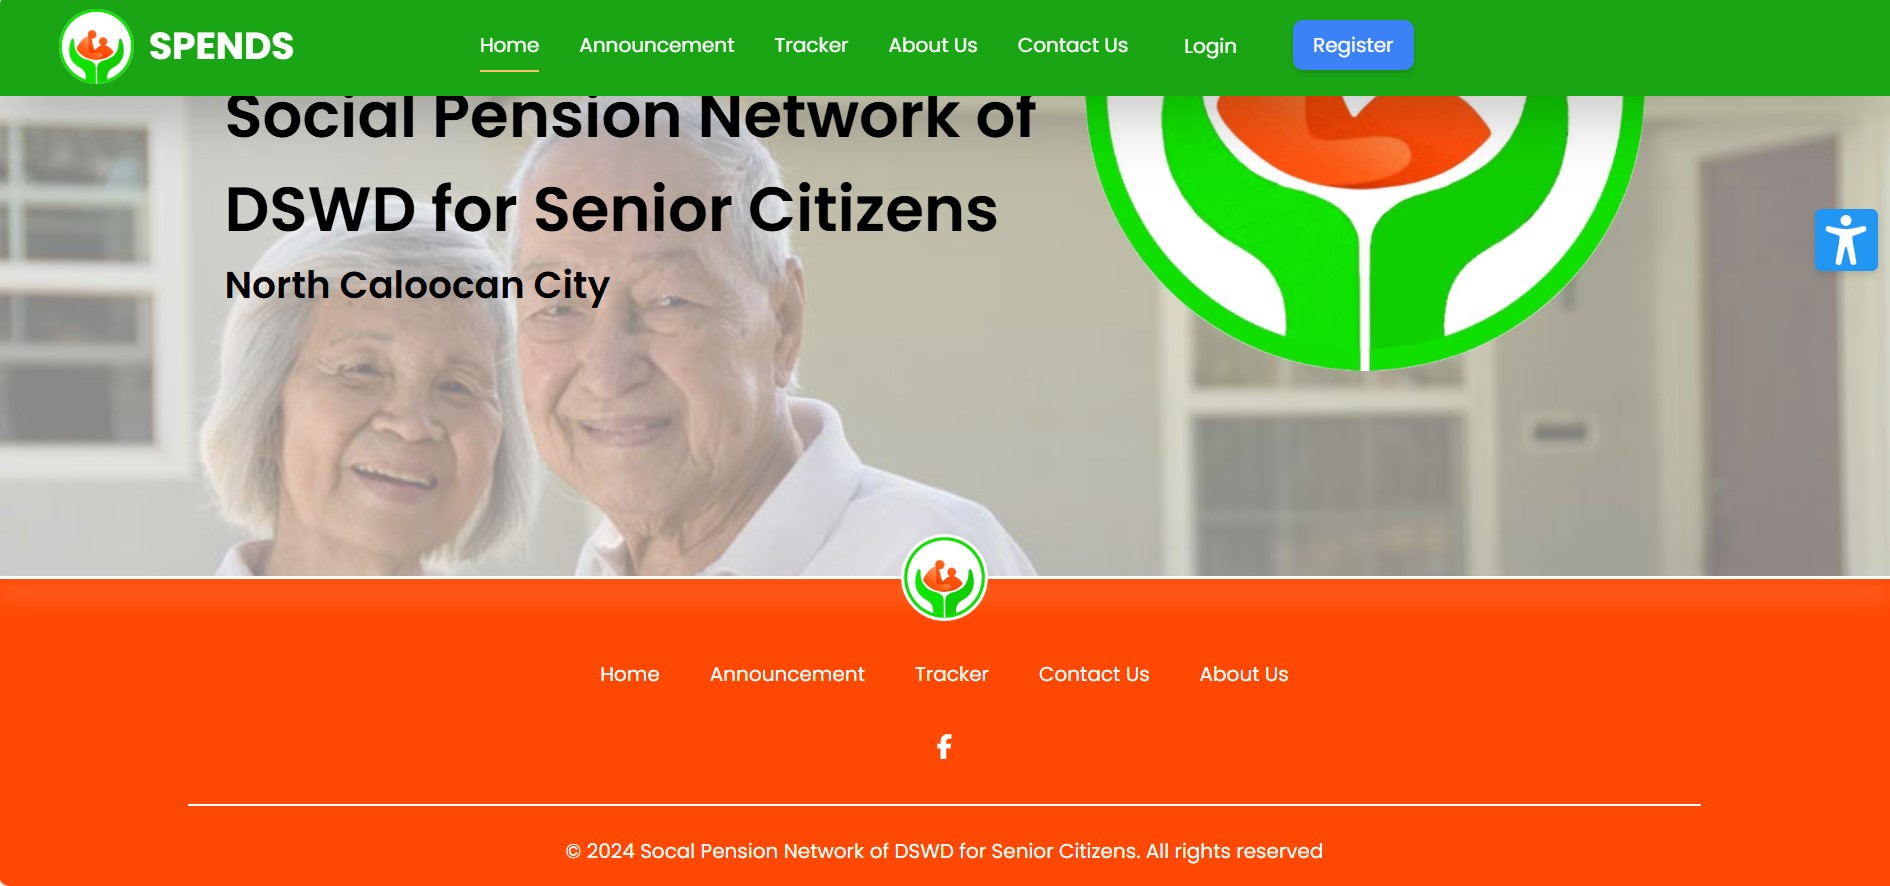 SPENDS
Home Announcement Tracker About Us Contact Us Login Register
Social Pension Network of
DSWD for Senior Citizens
North Caloocan City
Home Announcement Tracker Contact Us About Us
© 2024 Socal Pension Network of DSWD for Senior Citizens. All rights reserved